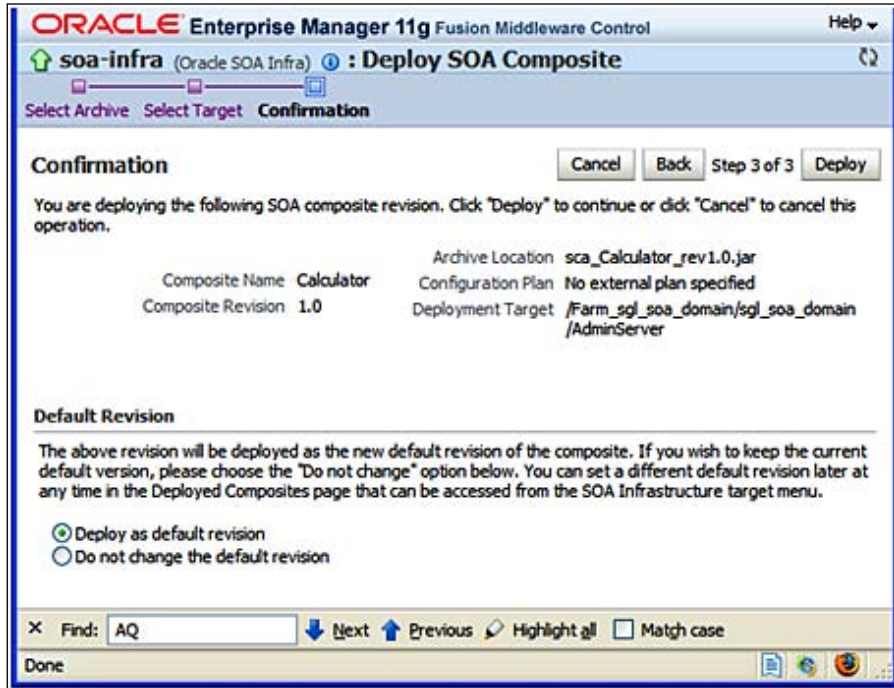 ORACLE Enterprise Manager 11g Fusion Middleware Control
Help
soa-infra (Oracle SOA Infra) : Deploy SOA Composite
Select Archive Select Target Confirmation
Confirmation
Cancel Back Step 3 of 3 Deploy
You are deploying the following SOA composite revision. Click "Deploy" to continue or click "Cancel" to cancel this
operation.
Composite Name Calculator
Composite Revision 1.0
Archive Location sca_Calculator_rev1.0.jar
Configuration Plan No external plan specified
Deployment Target /Farm_sgl_soa_domain/sgl_soa_domain
/AdminServer
Default Revision
The above revision will be deployed as the new default revision of the composite. If you wish to keep the current
default version, please choose the "Do not change" option below. You can set a different default revision later at
any time in the Deployed Composites page that can be accessed from the SOA Infrastructure target menu.
Deploy as default revision
Do not change the default revision
× Find: AQ Next Previous Highlight all Match case
Done